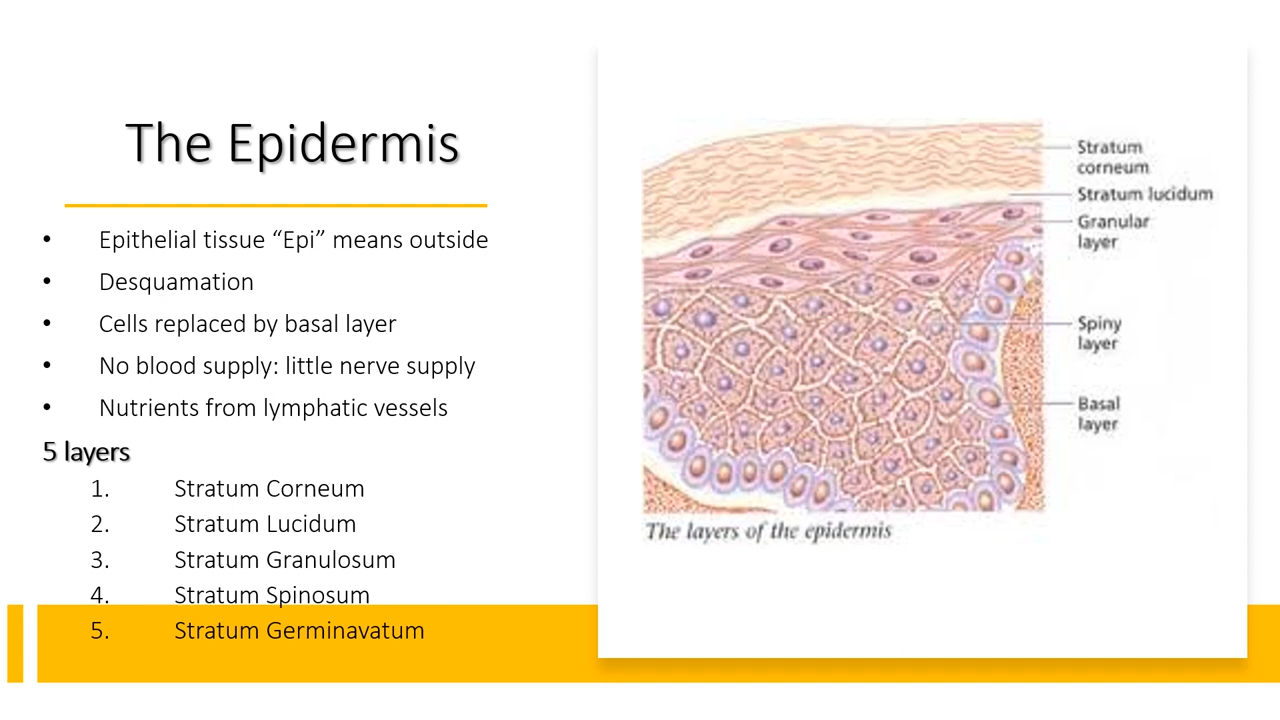 The Epidermis
• Epithelial tissue “Epi” means outside
• Desquamation
• Cells replaced by basal layer
• No blood supply: little nerve supply
• Nutrients from lymphatic vessels
5 layers
1. Stratum Corneum
2. Stratum Lucidum
3. Stratum Granulosum
4. Stratum Spinosum
5. Stratum Germinavatum
Stratum
corneum
Stratum lucidum
Granular
layer
Spiny
layer
Basal
layer
The layers of the epidermis